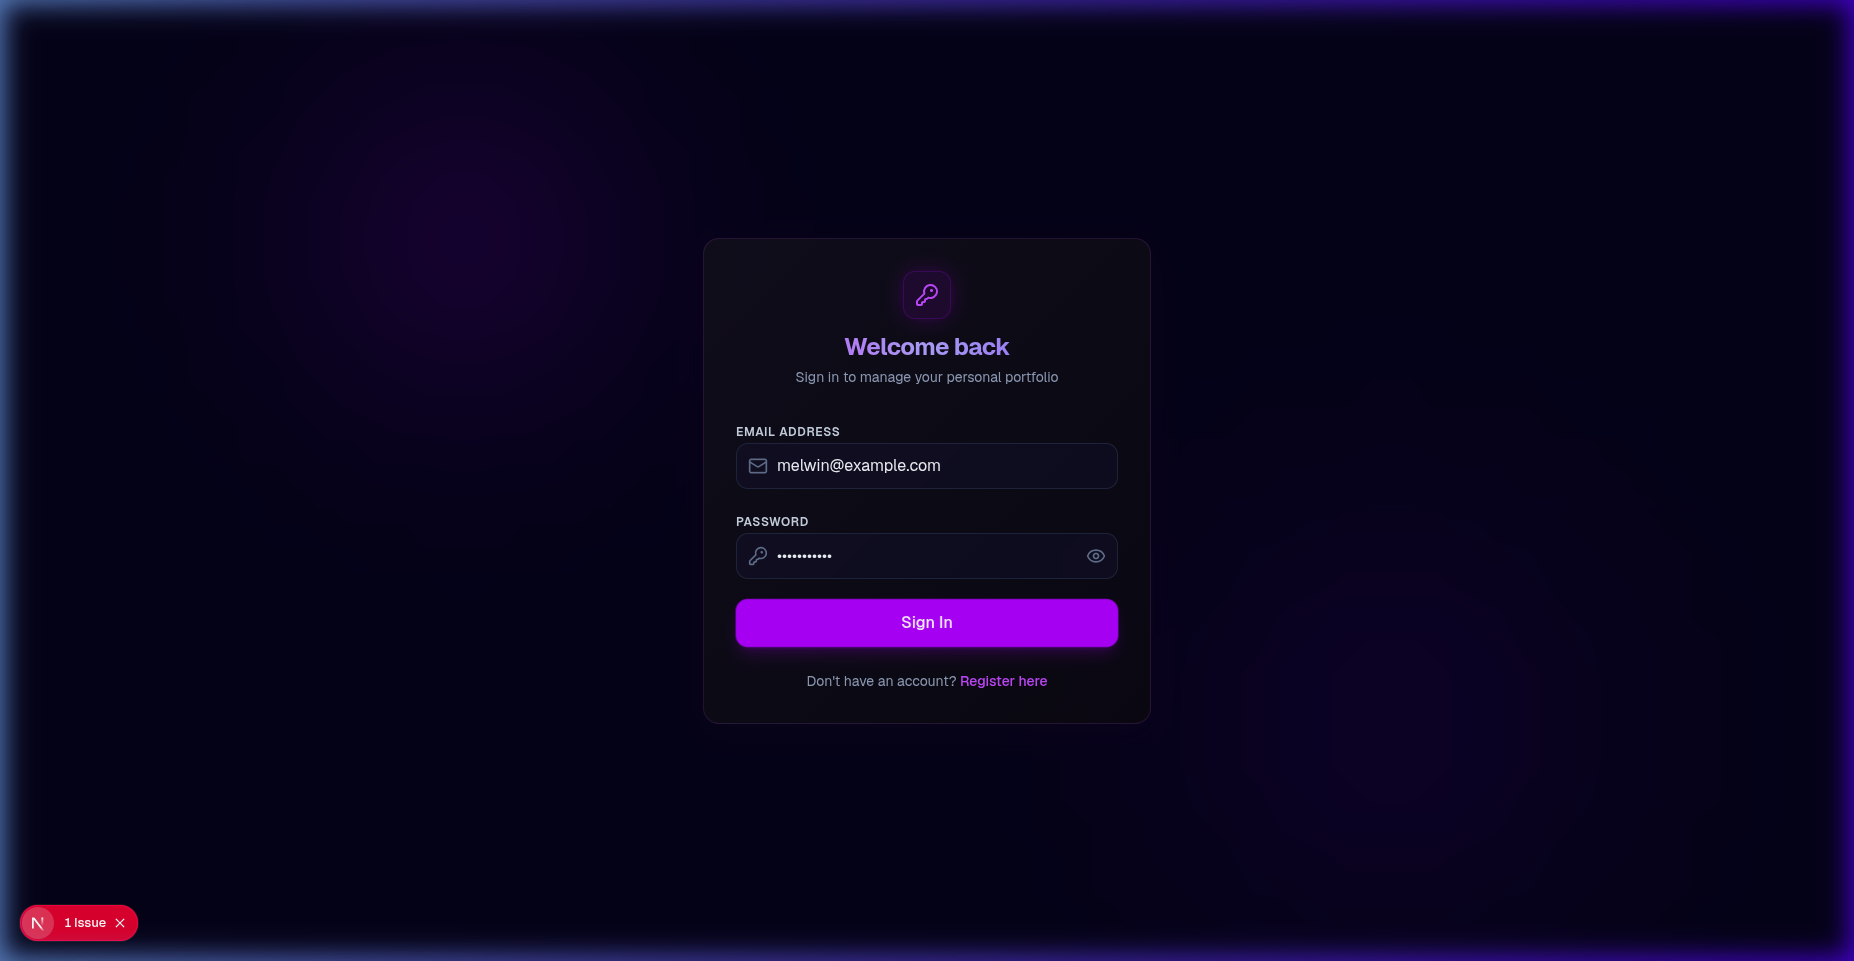 Welcome back
Sign in to manage your personal portfolio
EMAIL ADDRESS
melwin@example.com
PASSWORD
•••••••••••
Sign In
Don't have an account? Register here
N 1 Issue